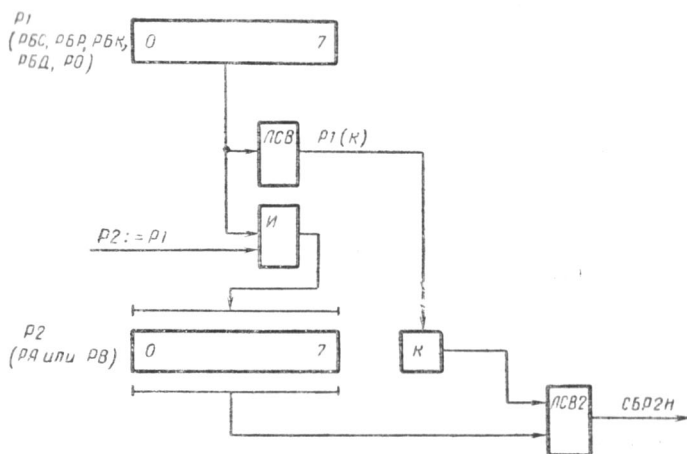 Р1
(РБС, РБР, РБК,
РБД, РО)
0 7
ЛСВ
Р1(К)
И
Р2:=Р1
Р2
(РА или РВ)
0 7
К
ЛСВ2
СБР2Н